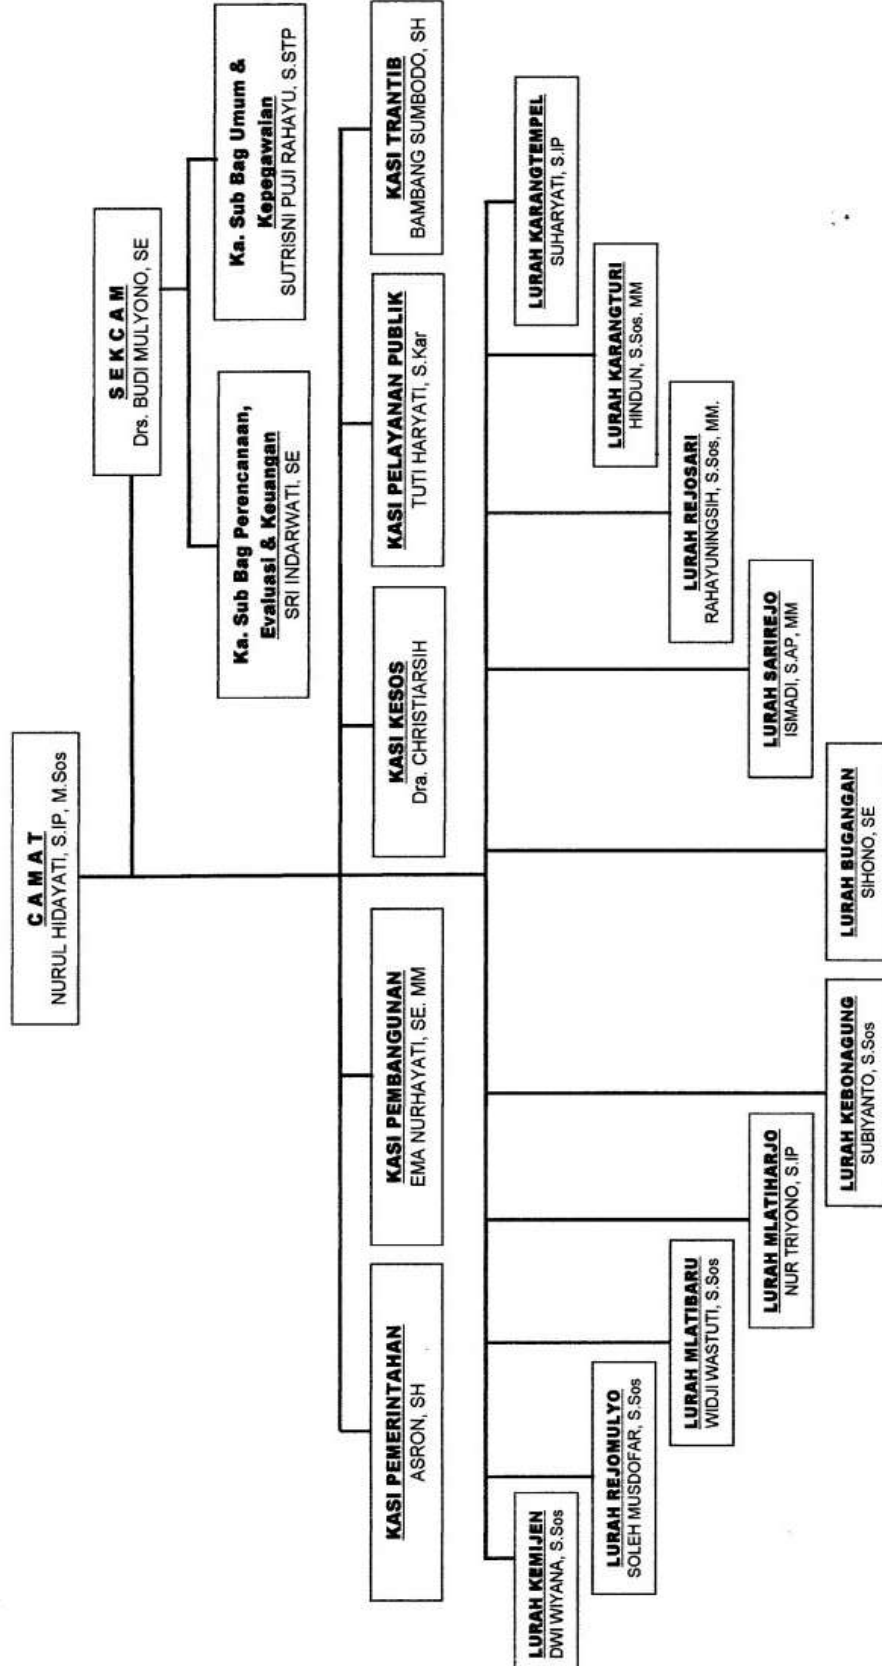 C A M A T
NURUL HIDAYATI, S.IP, M.Sos
S E K C A M
Drs. BUDI MULYONO, SE
Ka. Sub Bag Perencanaan,
Evaluasi & Keuangan
SRI INDARWATI, SE
Ka. Sub Bag Umum &
Kepegawaian
SUTRISNI PUJI RAHAYU, S.STP
KASI PEMERINTAHAN
ASRON, SH
KASI PEMBANGUNAN
EMA NURHAYATI, SE. MM
KASI KESOS
Dra. CHRISTIARSIH
KASI PELAYANAN PUBLIK
TUTI HARYATI, S.Kar
KASI TRANTIB
BAMBANG SUMBODO, SH
LURAH KEMIJEN
DWI WIYANA, S.Sos
LURAH REJOMULYO
SOLEH MUSDOFAR, S.Sos
LURAH MLATIBARU
WIDJI WASTUTI, S.Sos
LURAH MLATIHARJO
NUR TRIYONO, S.IP
LURAH KEBONAGUNG
SUBIYANTO, S.Sos
LURAH BUGANGAN
SIHONO, SE
LURAH SARIREJO
ISMADI, S.AP, MM
LURAH REJOSARI
RAHAYUNINGSIH, S.Sos, MM.
LURAH KARANGTURI
HINDUN, S.Sos. MM
LURAH KARANGTEMPEL
SUHARYATI, S.IP